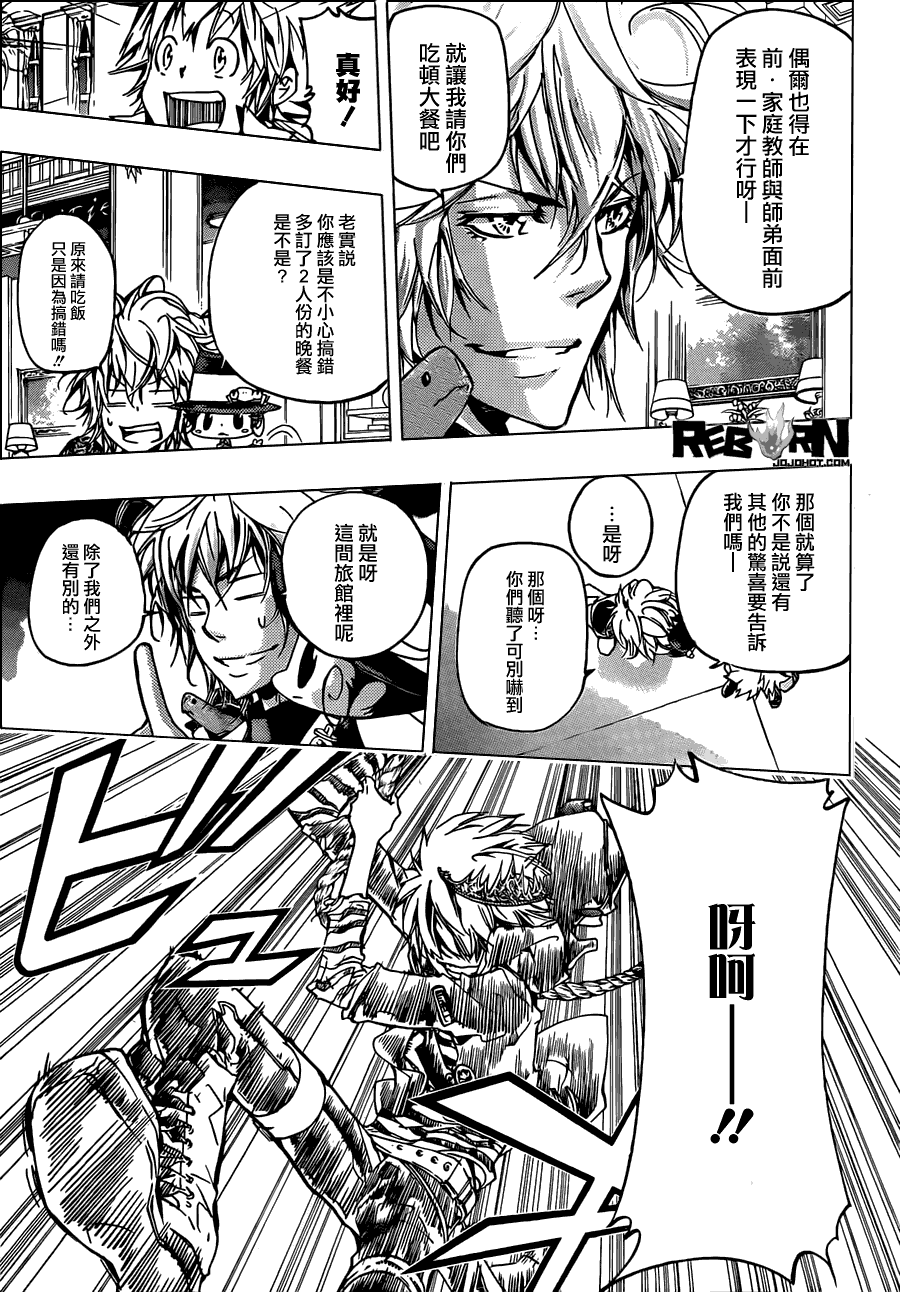 偶爾也得在
前．家庭教師與師弟面前
表現一下才行呀—
就讓我請你們
吃頓大餐吧
真好！
老實說
你應該是不小心搞錯
多訂了2人份的晚餐
是不是？
原來請吃飯
只是因為搞錯嗎!!
REBORN
JOJOHOT.COM
那個就算了
你不是說還有
其他的驚喜要告訴
我們嗎—
…是呀
那個呀…
你們聽了可別嚇到
就是呀
這間旅館裡呢
除了我們之外
還有別的…
呀呵——!!